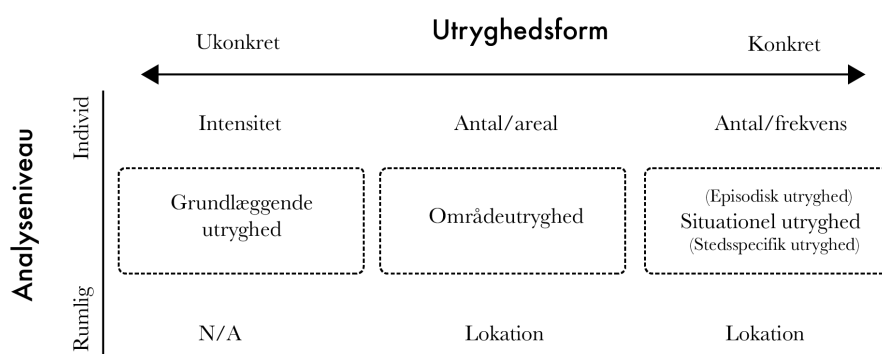 Utryghedsform
Ukonkret
Konkret
Analyseniveau
Individ
Intensitet
Antal/areal
Antal/frekvens
Grundlæggende
utryghed
Områdeutryghed
(Episodisk utryghed)
Situationel utryghed
(Stedsspecifik utryghed)
Rumlig
N/A
Lokation
Lokation